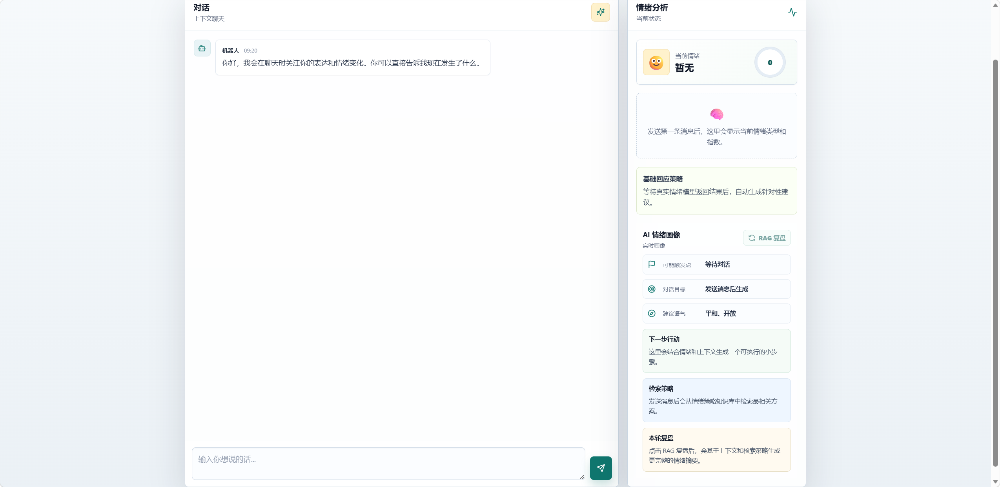 对话
上下文聊天
机器人 09:20
你好，我会在聊天时关注你的表达和情绪变化。你可以直接告诉我现在发生了什么。
输入你想说的话...
情绪分析
当前状态
当前情绪
暂无
0
发送第一条消息后，这里会显示当前情绪类型和
指数。
基础回应策略
等待真实情绪模型返回结果后，自动生成针对性建
议。
AI 情绪画像
实时画像
RAG 复盘
可能触发点 等待对话
对话目标 发送消息后生成
建议语气 平和、开放
下一步行动
这里会结合情绪和上下文生成一个可执行的小步
骤。
检索策略
发送消息后会从情绪策略知识库中检索最相关方
案。
本轮复盘
点击 RAG 复盘后，会基于上下文和检索策略生成
更完整的情绪摘要。